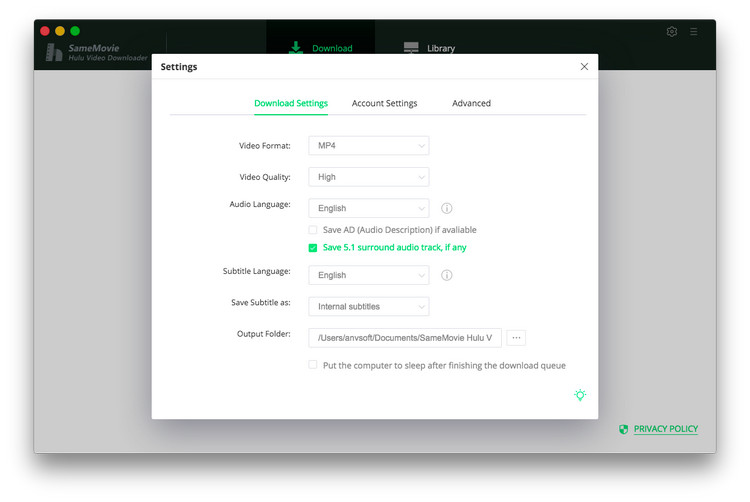 SameMovie
Hulu Video Downloader
Download
Library
Settings
Download Settings
Account Settings
Advanced
Video Format:
MP4
Video Quality:
High
Audio Language:
English
Save AD (Audio Description) if avaliable
Save 5.1 surround audio track, if any
Subtitle Language:
English
Save Subtitle as:
Internal subtitles
Output Folder:
/Users/anvsoft/Documents/SameMovie Hulu V
...
Put the computer to sleep after finishing the download queue
PRIVACY POLICY